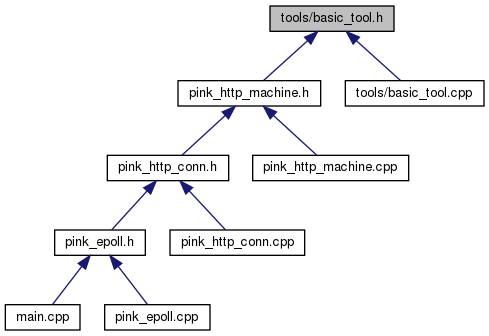 tools/basic_tool.h
pink_http_machine.h
tools/basic_tool.cpp
pink_http_conn.h
pink_http_machine.cpp
pink_epoll.h
pink_http_conn.cpp
main.cpp
pink_epoll.cpp